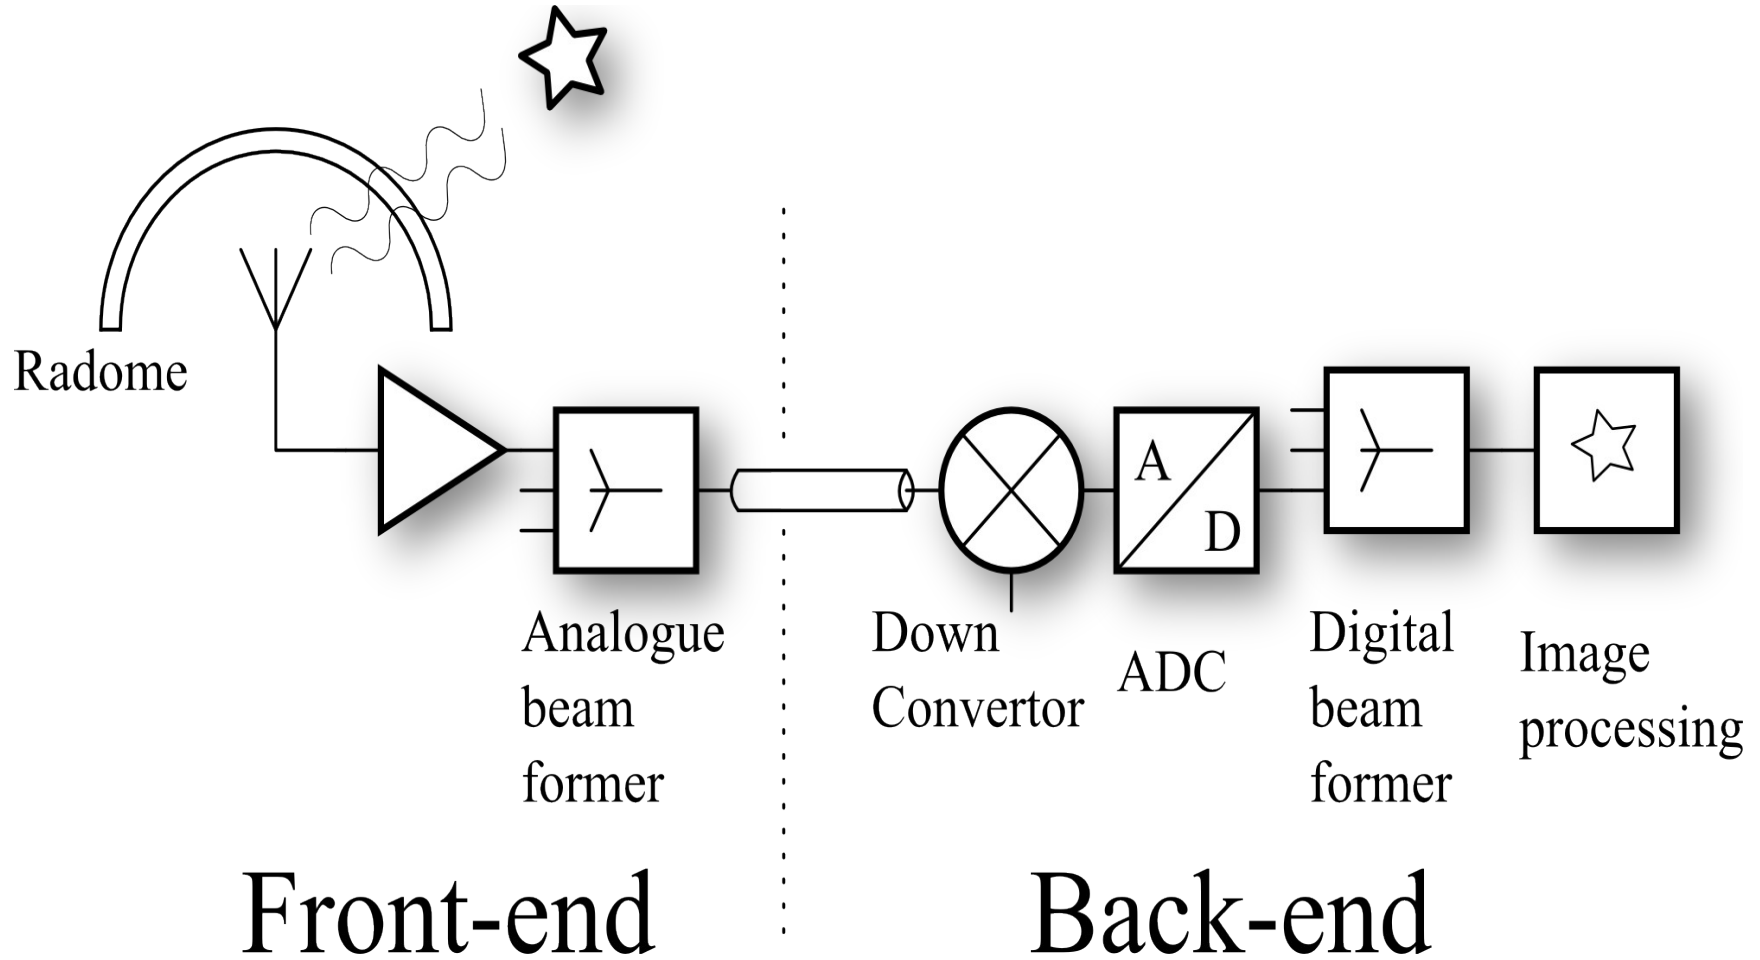 Radome
Analogue
beam
former
Down
Convertor
A
D
ADC
Digital
beam
former
Image
processing
Front-end
Back-end